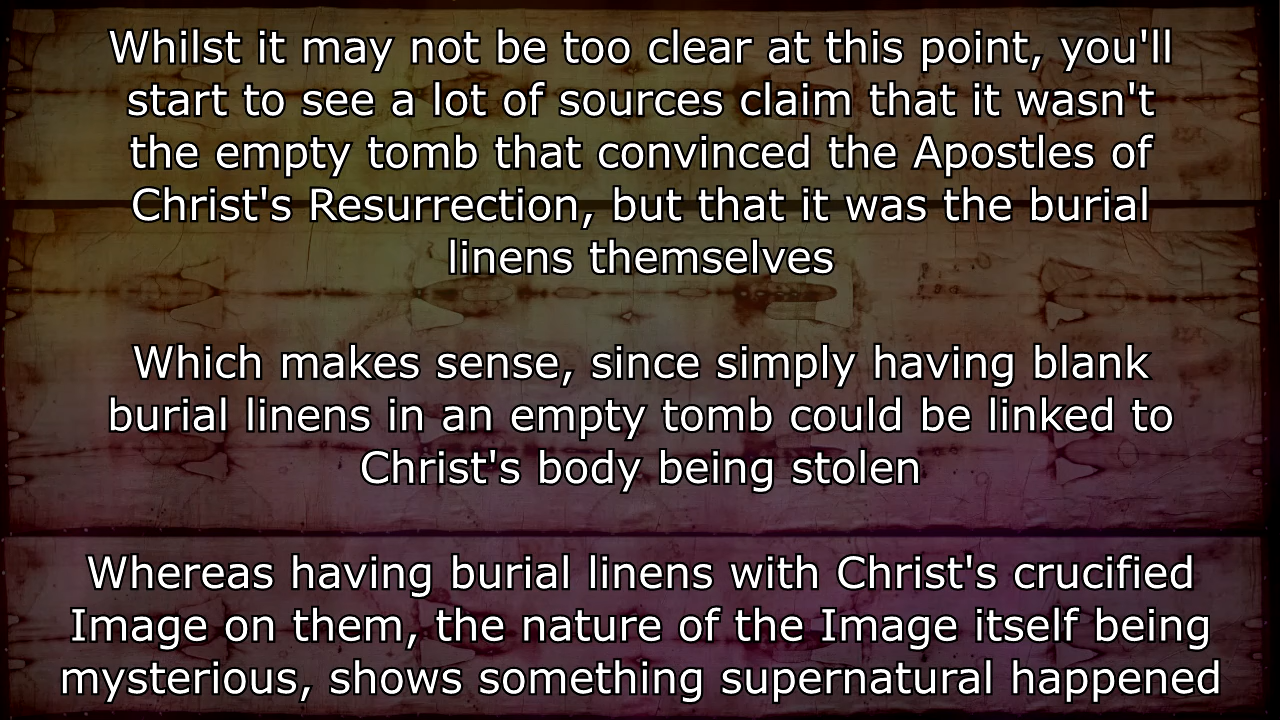 Whilst it may not be too clear at this point, you'll
start to see a lot of sources claim that it wasn't
the empty tomb that convinced the Apostles of
Christ's Resurrection, but that it was the burial
linens themselves
Which makes sense, since simply having blank
burial linens in an empty tomb could be linked to
Christ's body being stolen
Whereas having burial linens with Christ's crucified
Image on them, the nature of the Image itself being
mysterious, shows something supernatural happened